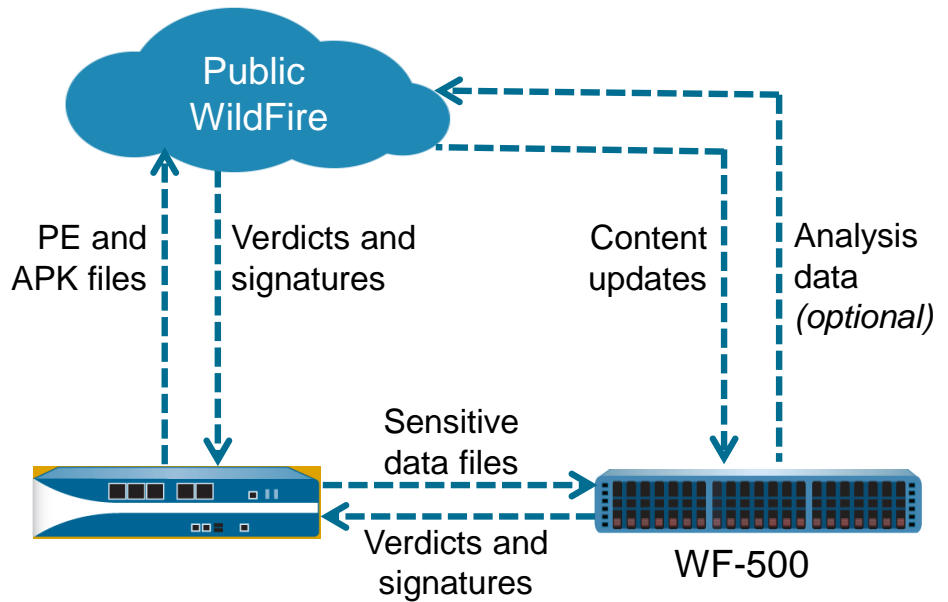 Public
WildFire
PE and
APK files
Verdicts and
signatures
Content
updates
Analysis
data
(optional)
Sensitive
data files
Verdicts and
signatures
WF-500